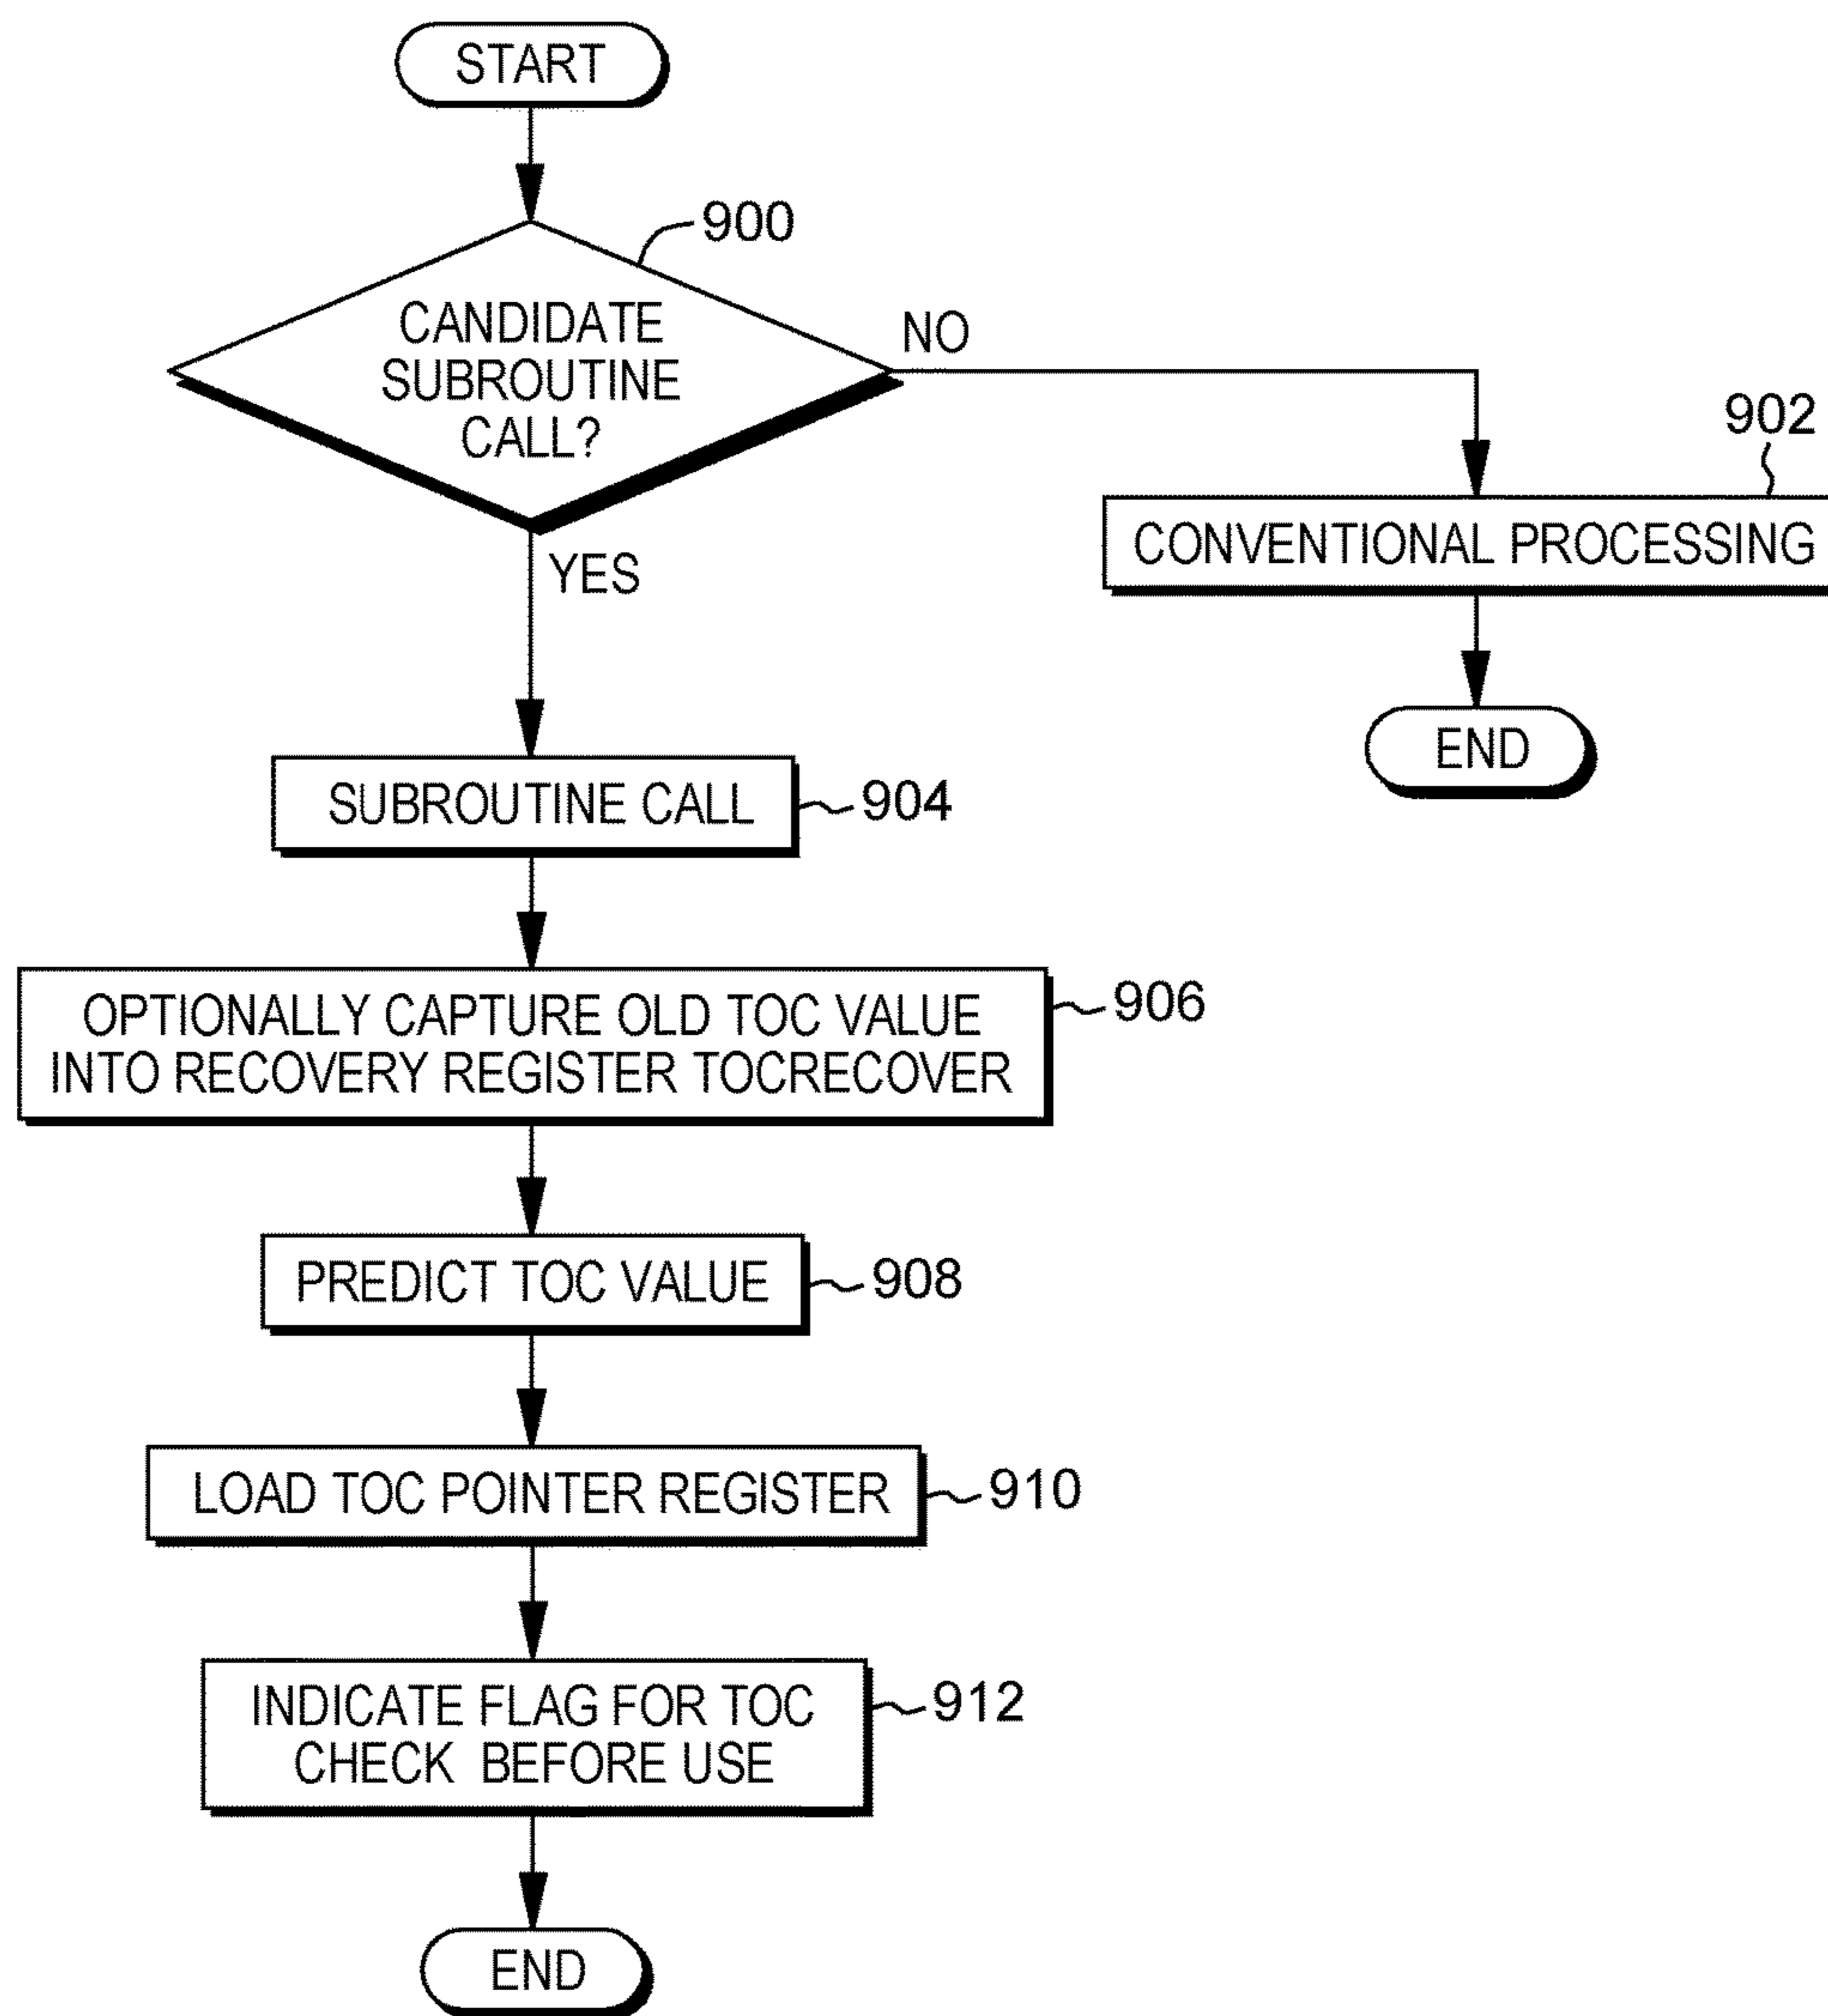 START
900
CANDIDATE
SUBROUTINE
CALL?
NO
YES
902
CONVENTIONAL PROCESSING
END
SUBROUTINE CALL
904
OPTIONALLY CAPTURE OLD TOC VALUE
INTO RECOVERY REGISTER TOCRECOVER
906
PREDICT TOC VALUE
908
LOAD TOC POINTER REGISTER
910
INDICATE FLAG FOR TOC
CHECK BEFORE USE
912
END